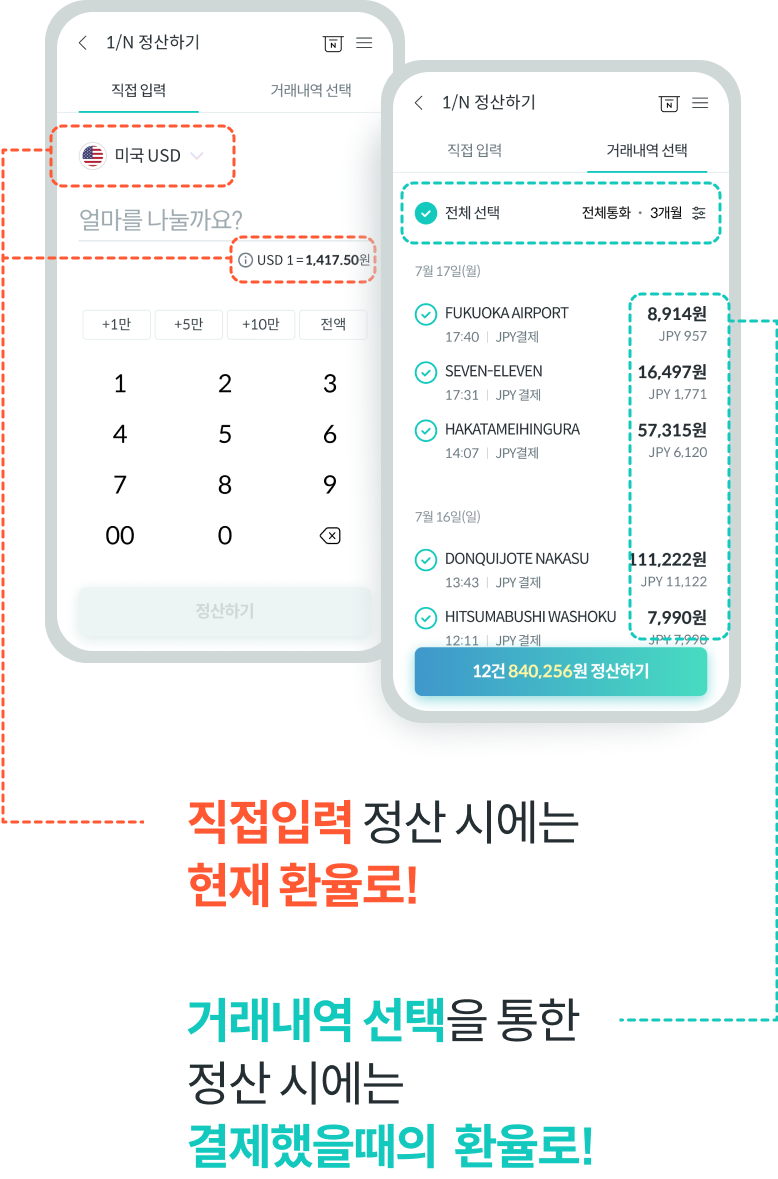 1/N 정산하기
N
직접 입력
거래내역 선택
미국 USD
얼마를 나눌까요?
USD 1 = 1,417.50원
+1만
+5만
+10만
전액
1
2
3
4
5
6
7
8
9
00
0
정산하기
1/N 정산하기
N
직접 입력
거래내역 선택
전체 선택
전체통화 · 3개월
7월 17일(월)
FUKUOKA AIRPORT
8,914원
17:40 | JPY결제
JPY 957
SEVEN-ELEVEN
16,497원
17:31 | JPY 결제
JPY 1,771
HAKATAMEIHINGURA
57,315원
14:07 | JPY결제
JPY 6,120
7월 16일(일)
DONQUIJOTE NAKASU
111,222원
13:43 | JPY 결제
JPY 11,122
HITSUMABUSHI WASHOKU
7,990원
12:11 | JPY 결제
JPY 7,990
12건 840,256원 정산하기
직접입력 정산 시에는
현재 환율로!
거래내역 선택을 통한
정산 시에는
결제했을때의 환율로!